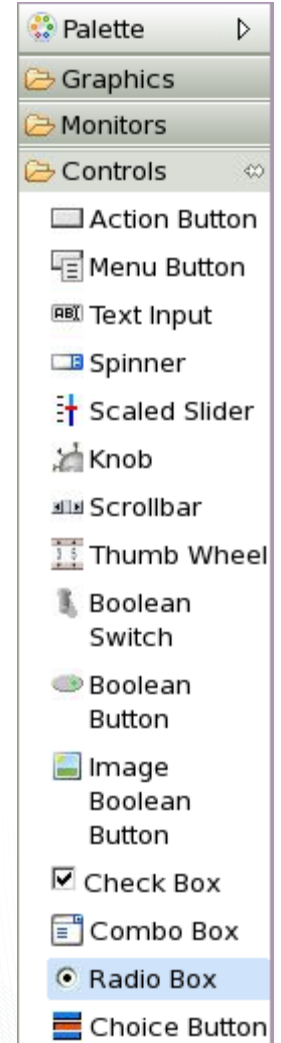 Palette
Graphics
Monitors
Controls
Action Button
Menu Button
Text Input
Spinner
Scaled Slider
Knob
Scrollbar
Thumb Wheel
Boolean
Switch
Boolean
Button
Image
Boolean
Button
Check Box
Combo Box
Radio Box
Choice Button